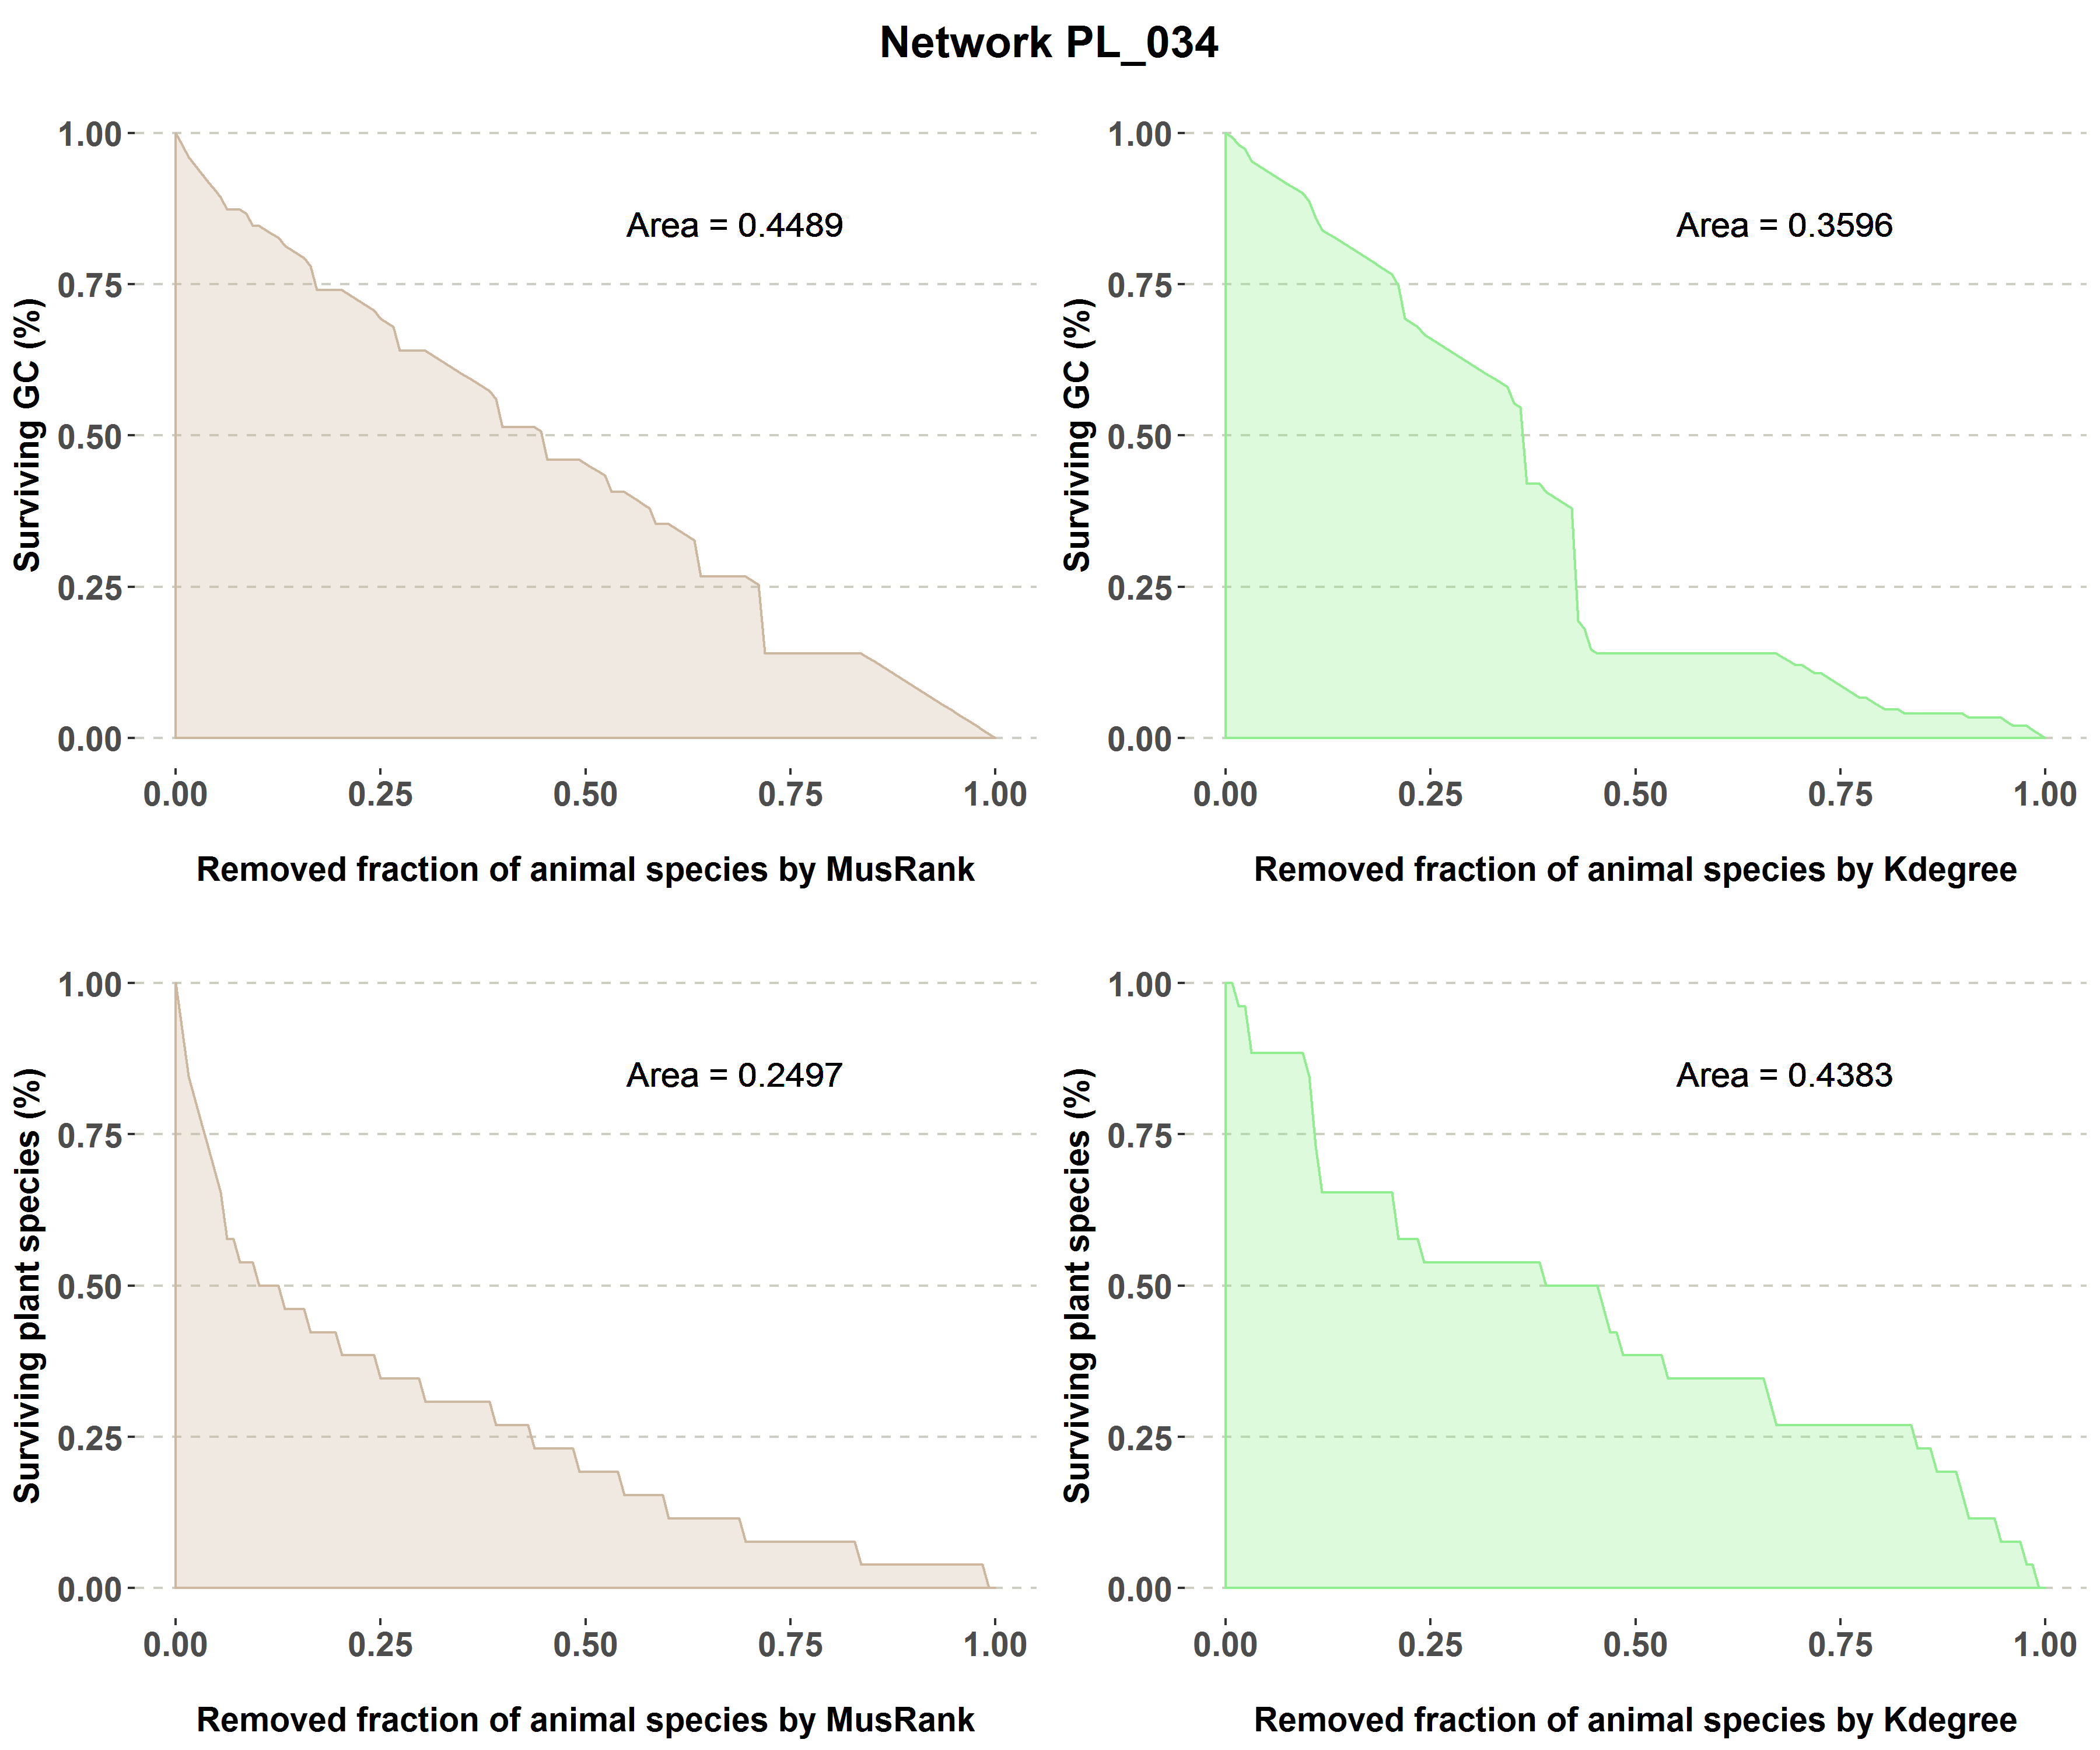 Network PL_034
Surviving GC (%)
1.00
0.75
0.50
0.25
0.00
Area = 0.4489
0.00 0.25 0.50 0.75 1.00
Removed fraction of animal species by MusRank
Surviving GC (%)
1.00
0.75
0.50
0.25
0.00
Area = 0.3596
0.00 0.25 0.50 0.75 1.00
Removed fraction of animal species by Kdegree
Surviving plant species (%)
1.00
0.75
0.50
0.25
0.00
Area = 0.2497
0.00 0.25 0.50 0.75 1.00
Removed fraction of animal species by MusRank
Surviving plant species (%)
1.00
0.75
0.50
0.25
0.00
Area = 0.4383
0.00 0.25 0.50 0.75 1.00
Removed fraction of animal species by Kdegree